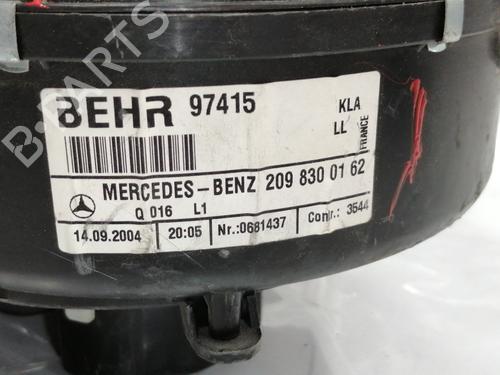 B-PARTS
BEHR 97415
KLA
LL
FRANCE
MERCEDES-BENZ 209 830 01 62
Q 016 L1
14.09.2004 20:05 Nr.:0681437 Contr.: 3544